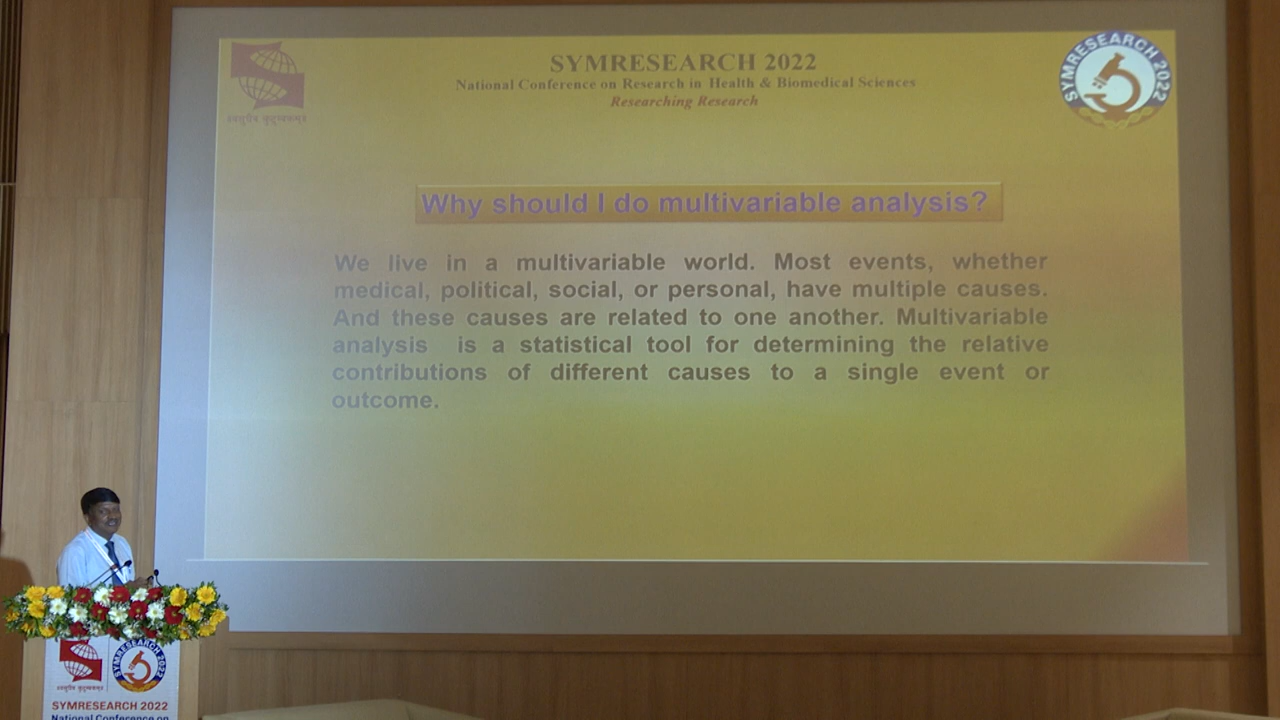 SYMRESEARCH 2022
National Conference on Research in Health & Biomedical Sciences
Researching Research
SYMRESEARCH 2022
Why should I do multivariable analysis?
We live in a multivariable world. Most events, whether
medical, political, social, or personal, have multiple causes.
And these causes are related to one another. Multivariable
analysis is a statistical tool for determining the relative
contributions of different causes to a single event or
outcome.
SYMRESEARCH 2022
SYMRESEARCH 2022
National Conference on